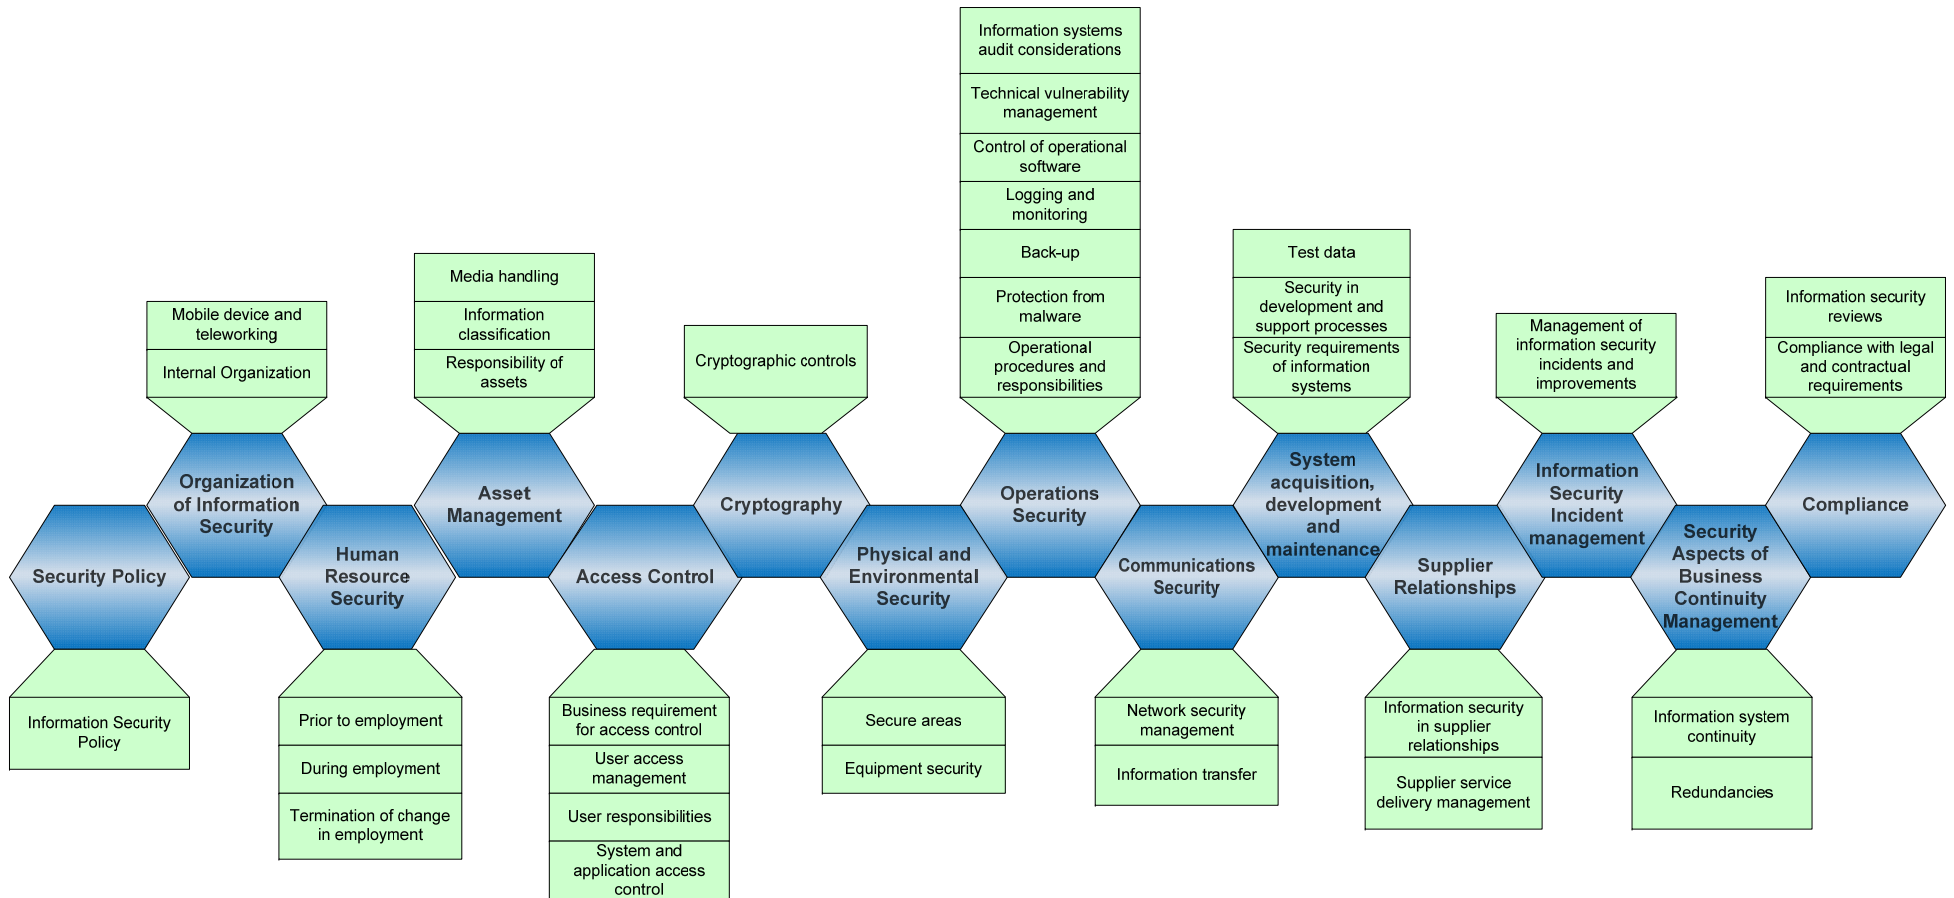 Information systems
audit considerations
Technical vulnerability
management
Control of operational
software
Logging and
monitoring
Back-up
Protection from
malware
Operational
procedures and
responsibilities
Test data
Security in
development and
support processes
Security requirements
of information
systems
Media handling
Information
classification
Responsibility of
assets
Mobile device and
teleworking
Internal Organization
Cryptographic controls
Management of
information security
incidents and
improvements
Information security
reviews
Compliance with legal
and contractual
requirements
Security Policy
Organization
of Information
Security
Human
Resource
Security
Asset
Management
Access Control
Cryptography
Physical and
Environmental
Security
Operations
Security
Communications
Security
System
acquisition,
development
and
maintenance
Supplier
Relationships
Information
Security
Incident
management
Security
Aspects of
Business
Continuity
Management
Compliance
Information Security
Policy
Prior to employment
During employment
Termination of change
in employment
Business requirement
for access control
User access
management
User responsibilities
System and
application access
control
Secure areas
Equipment security
Network security
management
Information transfer
Information security
in supplier
relationships
Supplier service
delivery management
Information system
continuity
Redundancies